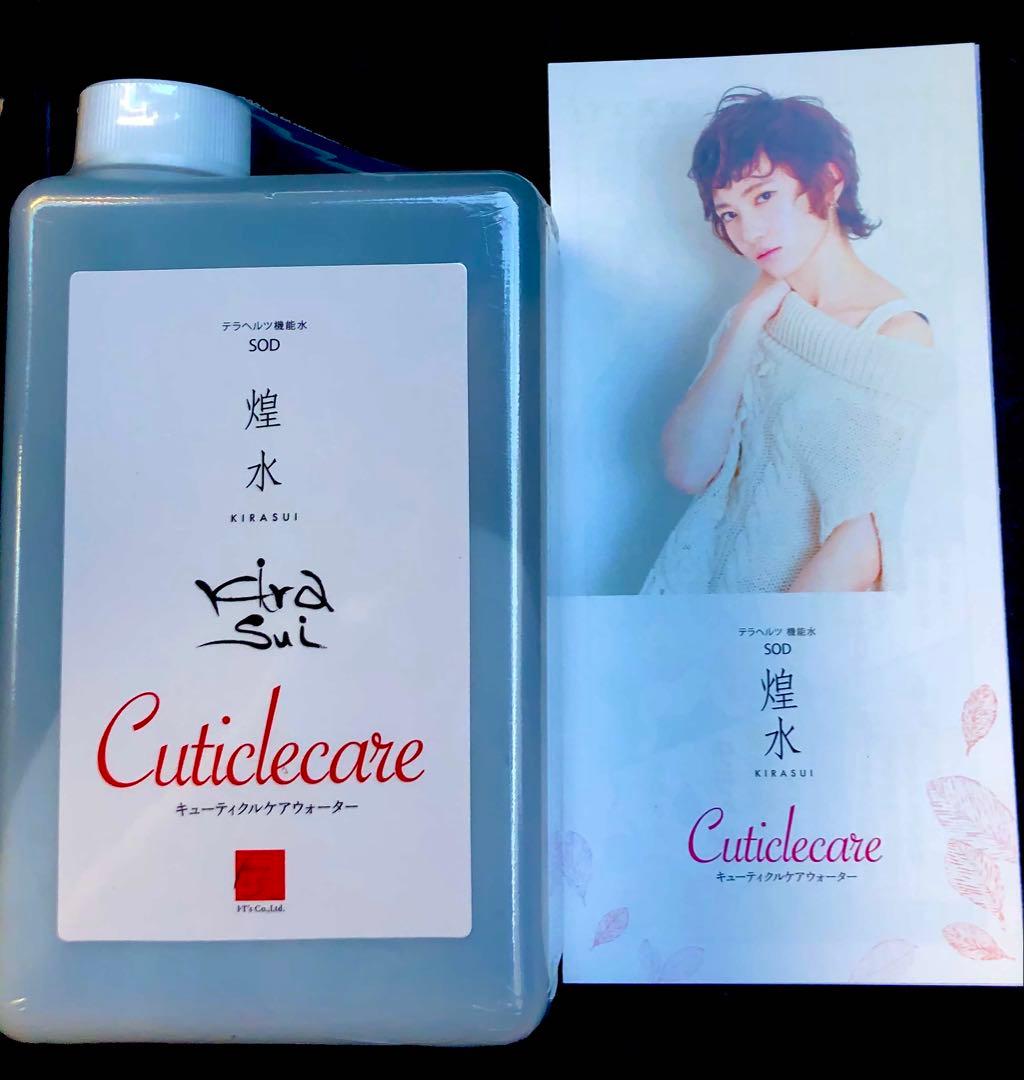 テラヘルツ機能水
SOD
煌
水
KIRASUI
Kira
Sui
Cuticlecare
キューティクルケアウォーター
I-T's Co.,Ltd.
テラヘルツ 機能水
SOD
煌
水
KIRASUI
Cuticlecare
キューティクルケアウォーター